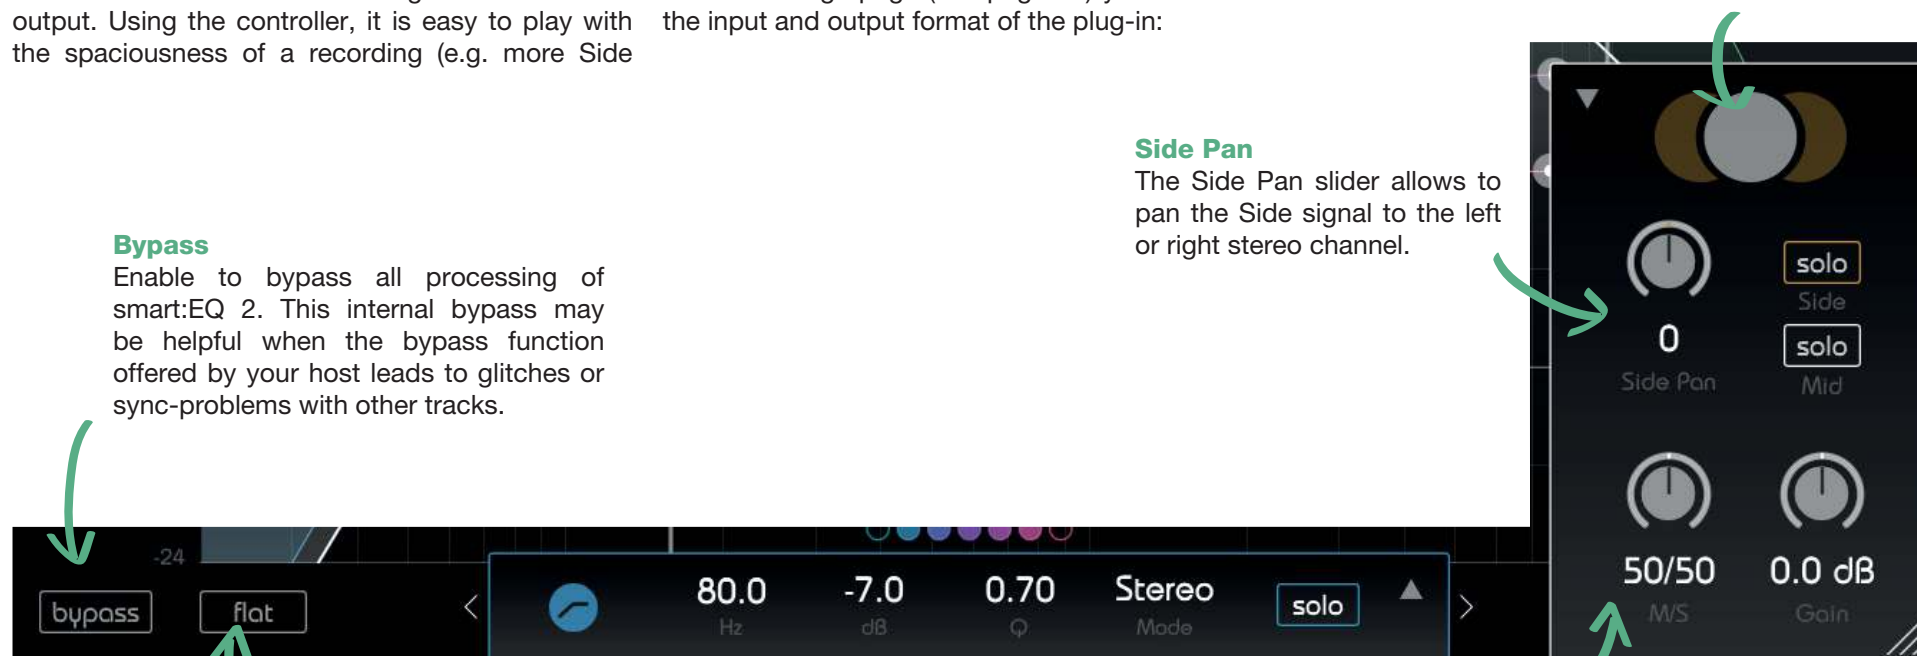 output. Using the controller, it is easy to play with
the spaciousness of a recording (e.g. more Side
the input and output format of the plug-in:
Side Pan
The Side Pan slider allows to
pan the Side signal to the left
or right stereo channel.
Bypass
Enable to bypass all processing of
smart:EQ 2. This internal bypass may
be helpful when the bypass function
offered by your host leads to glitches or
sync-problems with other tracks.
solo
Side
0
solo
Side Pan
Mid
-24
50/50
0.0 dB
M/S
Gain
bypass
flat
<
80.0
-7.0
0.70
Stereo
solo
>
Hz
dB
Q
Mode